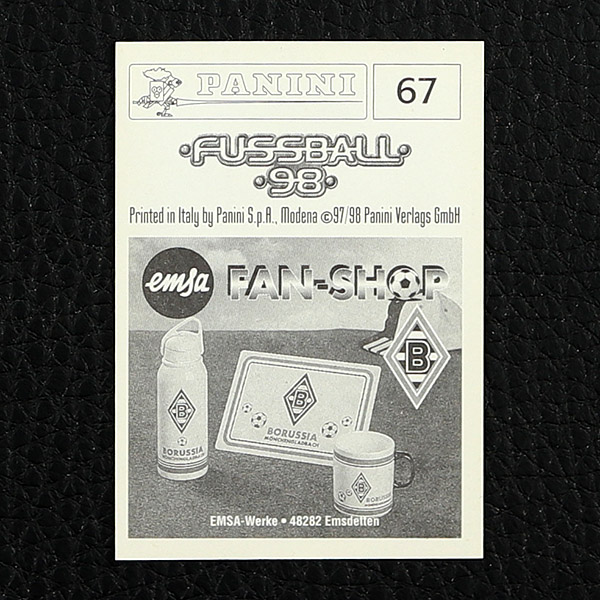 PANINI
67
FUSSBALL
98
Printed in Italy by Panini S.p.A., Modena ©97/98 Panini Verlags GmbH
emsa FAN-SHOP
B
B
BORUSSIA
MÖNCHENGLADBACH
B
BORUSSIA
MÖNCHENGLADBACH
B
BORUSSIA
EMSA-Werke • 48282 Emsdetten